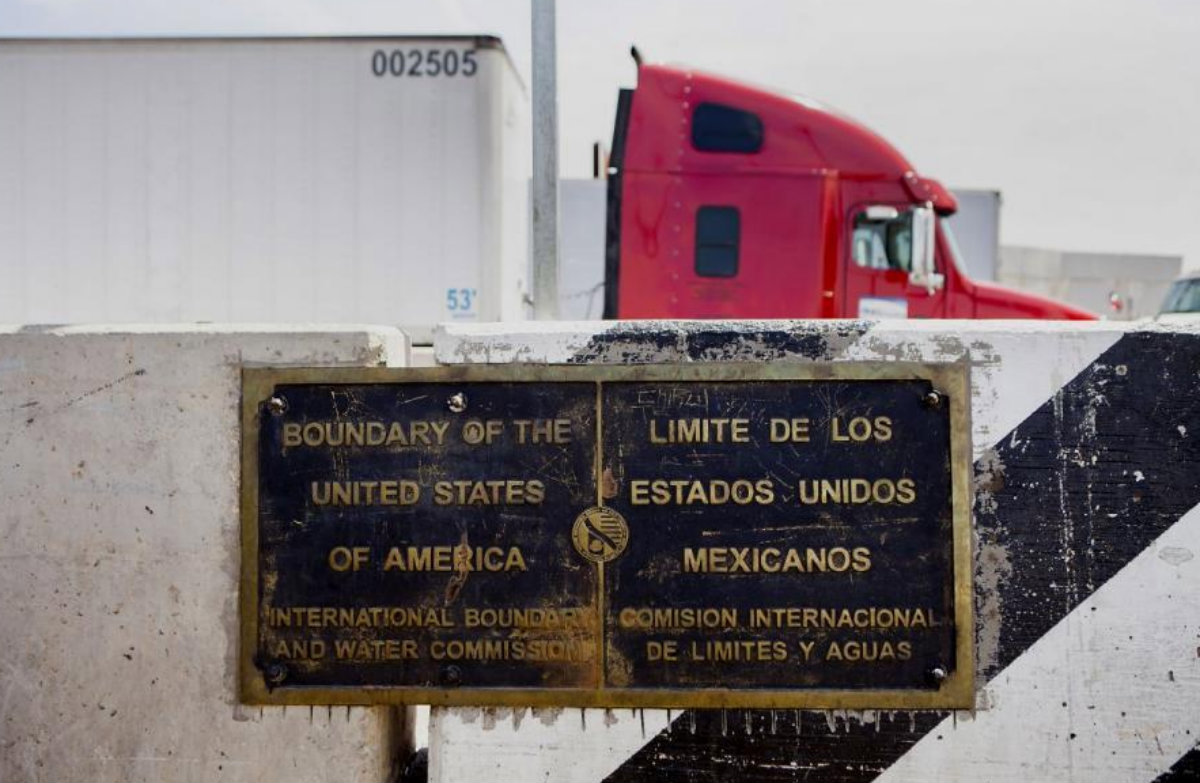 002505
53'
BOUNDARY OF THE
UNITED STATES
OF AMERICA
INTERNATIONAL BOUNDARY
AND WATER COMMISSION
LIMITE DE LOS
ESTADOS UNIDOS
MEXICANOS
COMISION INTERNACIONAL
DE LIMITES Y AGUAS